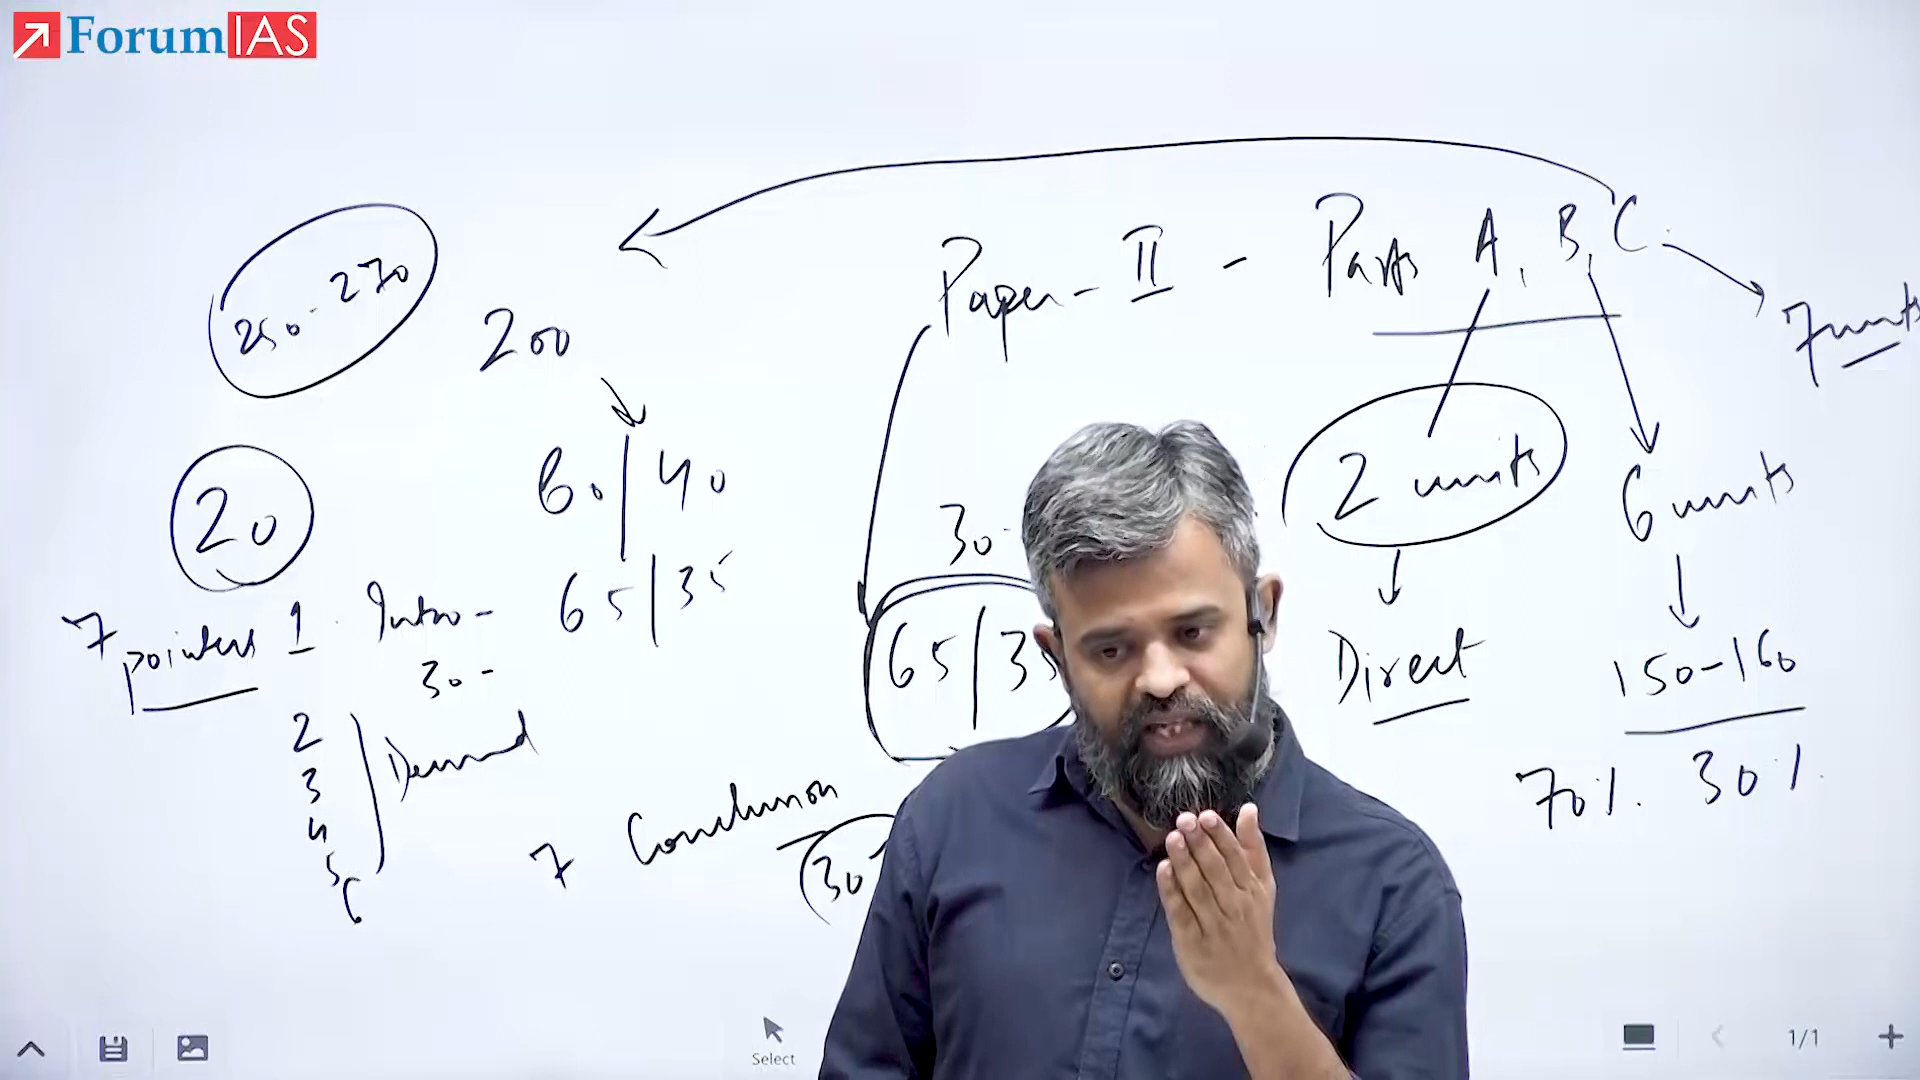 ForumIAS
Paper - II - Parts A, B, C.
7 units
250 - 270
200
60 | 40
65 | 35
20
7 pointers
1. Intro -
30 -
2
3
4
5
6
Demand
7 Conclusion
30
30 -
65 | 35
2 units
Direct
6 units
150 - 160
70%. 30%.
Select
1/1